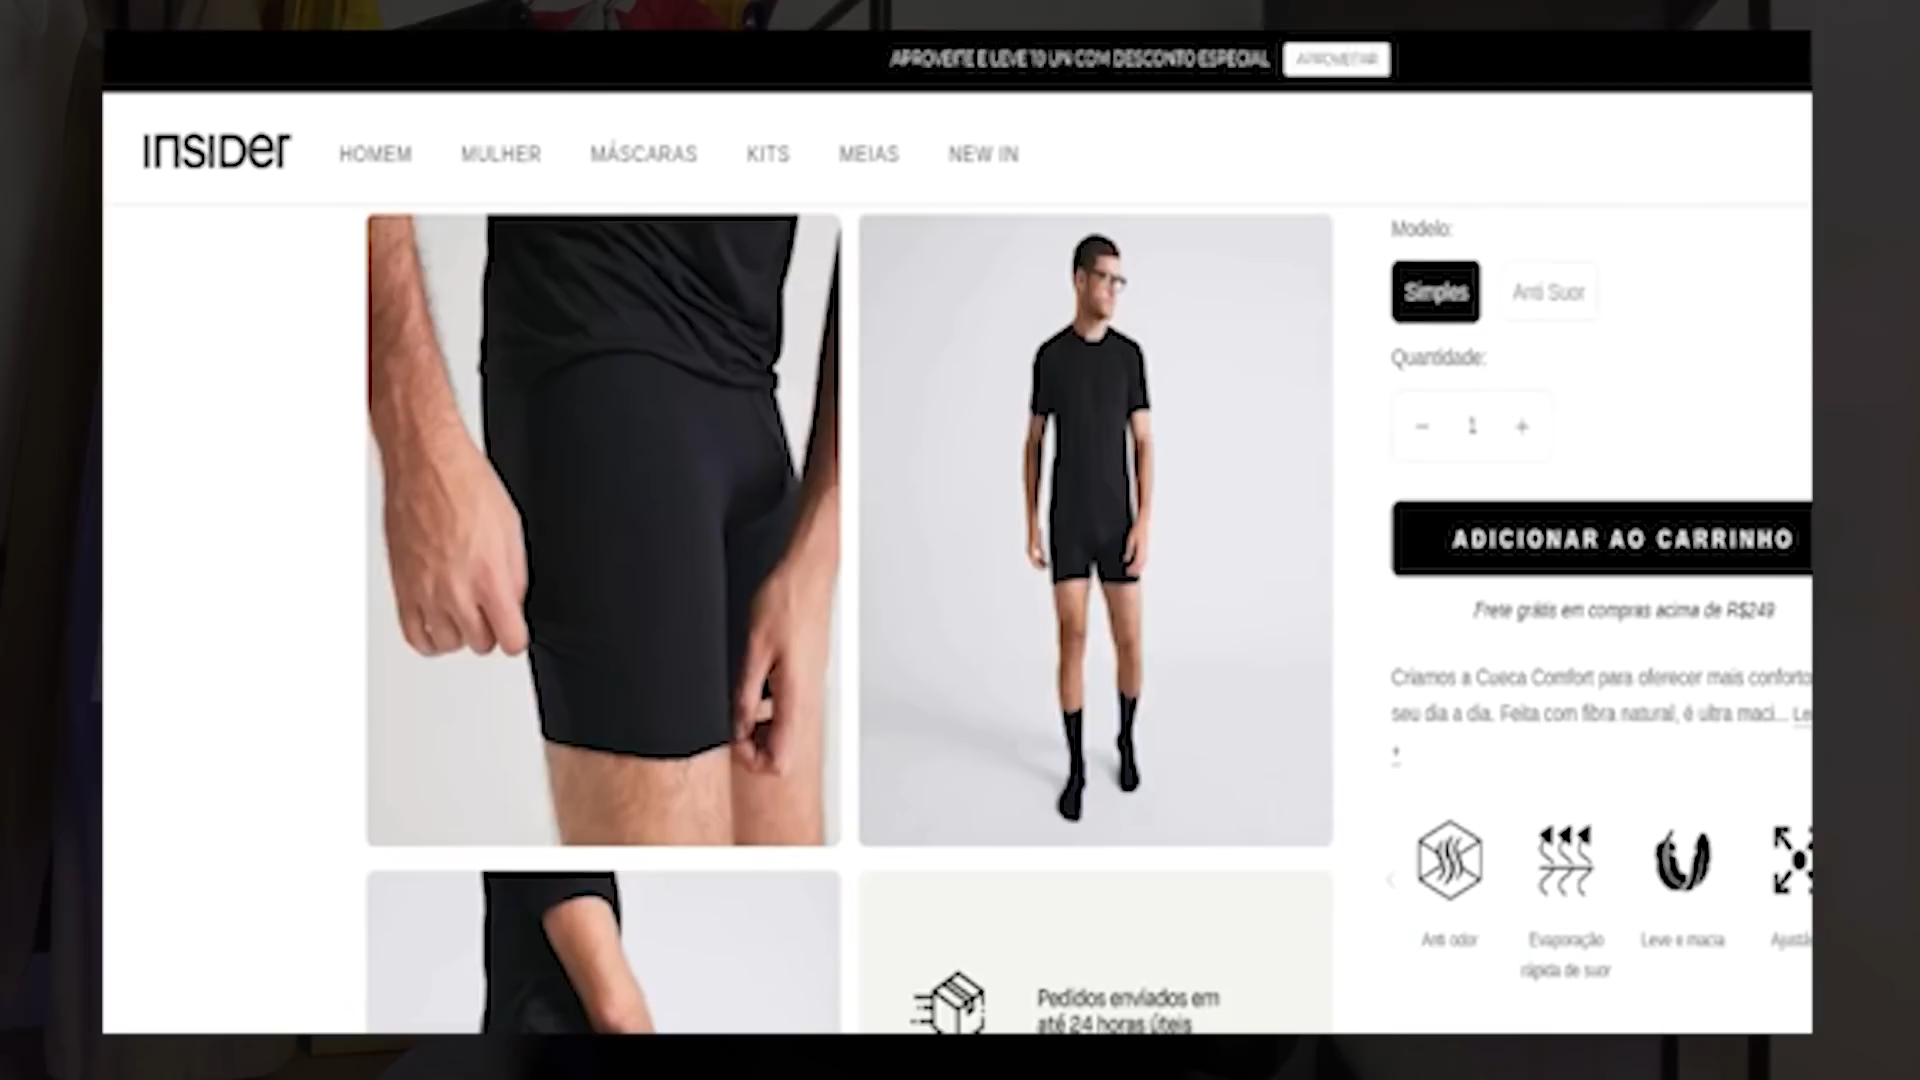 APROVEITE E LEVE 10 UN COM DESCONTO ESPECIAL APROVEITAR
INSIDER HOMEM MULHER MÁSCARAS KITS MEIAS NEW IN
Modelo:
Simples Anti Suor
Quantidade:
− 1 +
ADICIONAR AO CARRINHO
Frete grátis em compras acima de R$249
Criamos a Cueca Comfort para oferecer mais conforto
seu dia a dia. Feita com fibra natural, é ultra maci... Le
+
Anti odor Evaporação Leve e macia Ajustá
rápida de suor
Pedidos enviados em
até 24 horas (úteis